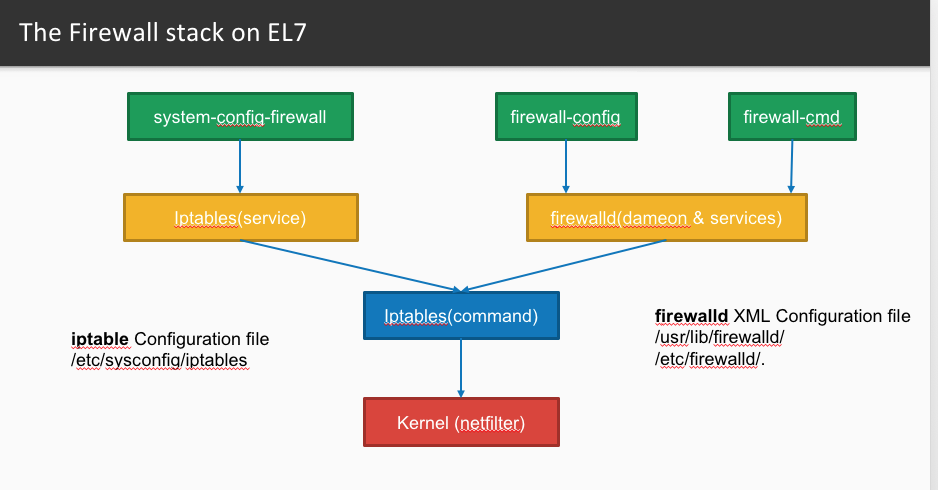 The Firewall stack on EL7
system-config-firewall
firewall-config
firewall-cmd
Iptables(service)
firewalld(dameon & services)
Iptables(command)
iptable Configuration file
/etc/sysconfig/iptables
firewalld XML Configuration file
/usr/lib/firewalld/
/etc/firewalld/.
Kernel (netfilter)